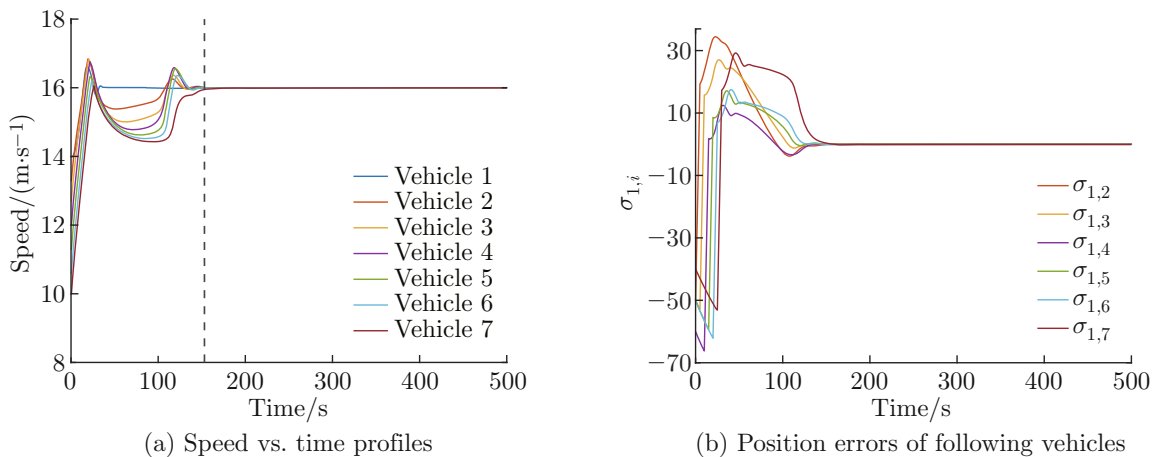 18
16
14
12
10
8
Speed/(m·s⁻¹)
Vehicle 1
Vehicle 2
Vehicle 3
Vehicle 4
Vehicle 5
Vehicle 6
Vehicle 7
0 100 200 300 400 500
Time/s
(a) Speed vs. time profiles
30
10
−10
−30
−50
−70
σ₁,ᵢ
σ₁,₂
σ₁,₃
σ₁,₄
σ₁,₅
σ₁,₆
σ₁,₇
0 100 200 300 400 500
Time/s
(b) Position errors of following vehicles